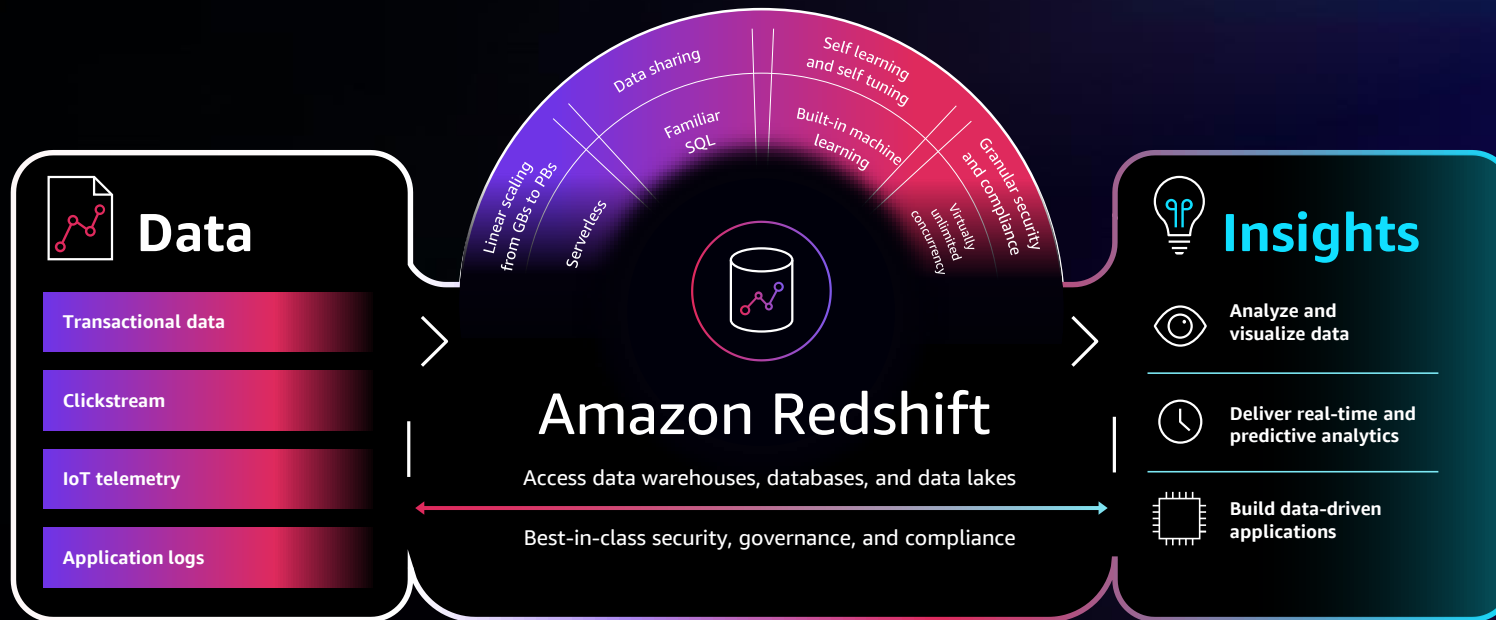 Data
Transactional data
Clickstream
IoT telemetry
Application logs
Linear scaling
from GBs to PBs
Serverless
Data sharing
Familiar
SQL
Self learning
and self tuning
Built-in machine
learning
Granular security
and compliance
Virtually
unlimited
concurrency
Amazon Redshift
Access data warehouses, databases, and data lakes
Best-in-class security, governance, and compliance
Insights
Analyze and
visualize data
Deliver real-time and
predictive analytics
Build data-driven
applications